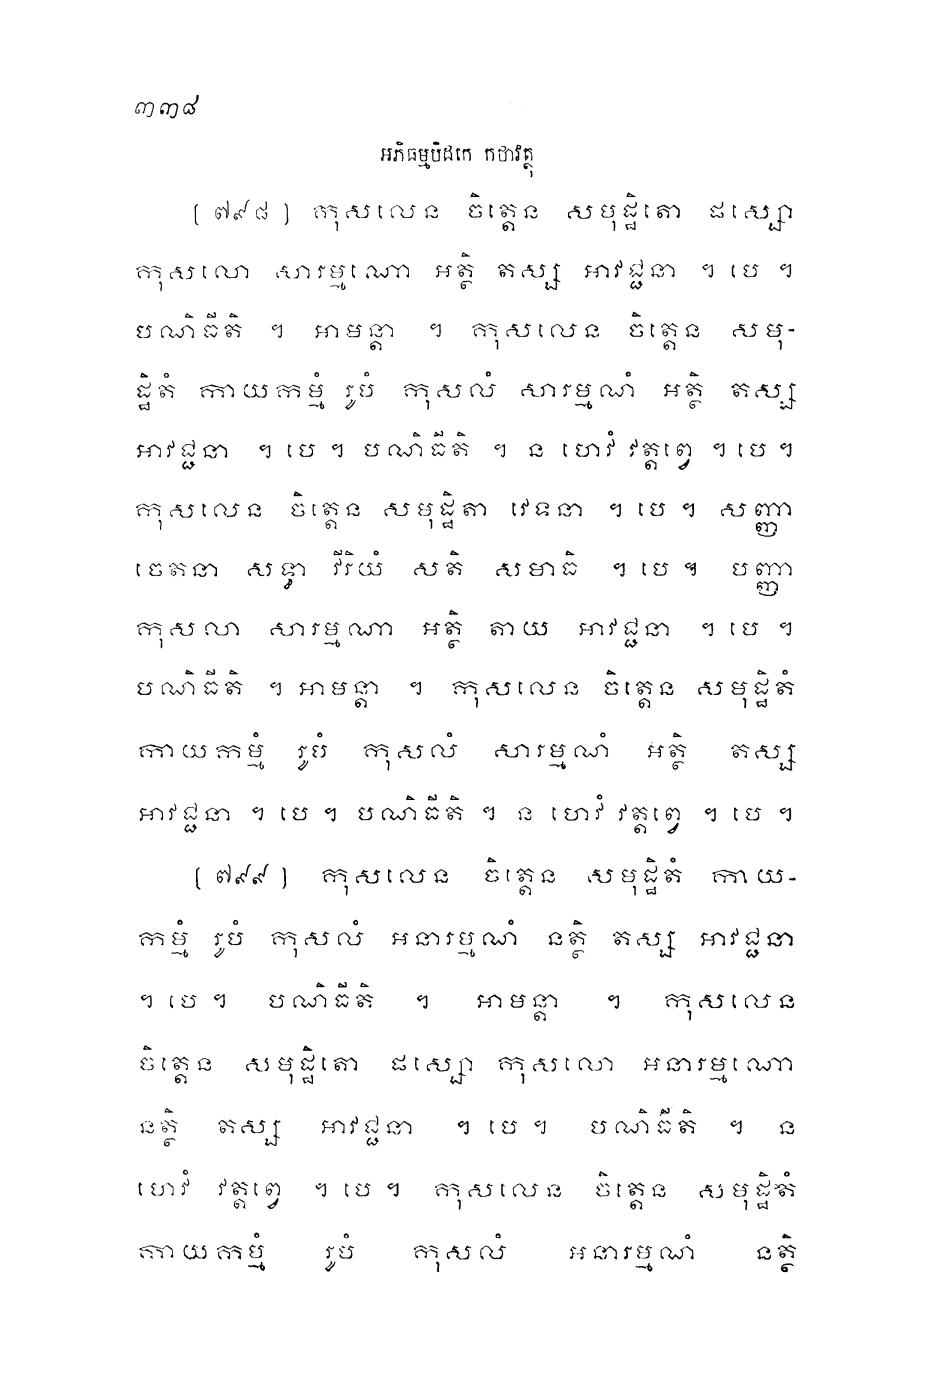 ៣៣៨
អភិធម្មបិដកេ កថាវត្ថុ
[ ៧៩៨ ] កុសលេន ចិត្តេន សមុដ្ឋិតោ ផស្សោ
កុសលោ សារម្មណោ អត្ថិ តស្ស អាវជ្ជនា ។ បេ ។
បណិធីតិ ។ អាមន្តា ។ កុសលេន ចិត្តេន សមុ-
ដ្ឋិតំ កាយកម្មំ រូបំ កុសលំ សារម្មណំ អត្ថិ តស្ស
អាវជ្ជនា ។ បេ ។ បណិធីតិ ។ ន ហេវំ វត្តព្វេ ។ បេ ។
កុសលេន ចិត្តេន សមុដ្ឋិតា វេទនា ។ បេ ។ សញ្ញា
ចេតនា សទ្ធា វីរិយំ សតិ សមាធិ ។ បេ ។ បញ្ញា
កុសលា សារម្មណា អត្ថិ តាយ អាវជ្ជនា ។ បេ ។
បណិធីតិ ។ អាមន្តា ។ កុសលេន ចិត្តេន សមុដ្ឋិតំ
កាយកម្មំ រូបំ កុសលំ សារម្មណំ អត្ថិ តស្ស
អាវជ្ជនា ។ បេ ។ បណិធីតិ ។ ន ហេវំ វត្តព្វេ ។ បេ ។
[ ៧៩៩ ] កុសលេន ចិត្តេន សមុដ្ឋិតំ កាយ-
កម្មំ រូបំ កុសលំ អនារម្មណំ នត្ថិ តស្ស អាវជ្ជនា
។ បេ ។ បណិធីតិ ។ អាមន្តា ។ កុសលេន
ចិត្តេន សមុដ្ឋិតោ ផស្សោ កុសលោ អនារម្មណោ
នត្ថិ តស្ស អាវជ្ជនា ។ បេ ។ បណិធីតិ ។ ន
ហេវំ វត្តព្វេ ។ បេ ។ កុសលេន ចិត្តេន សមុដ្ឋិតំ
កាយកម្មំ រូបំ កុសលំ អនារម្មណំ នត្ថិ